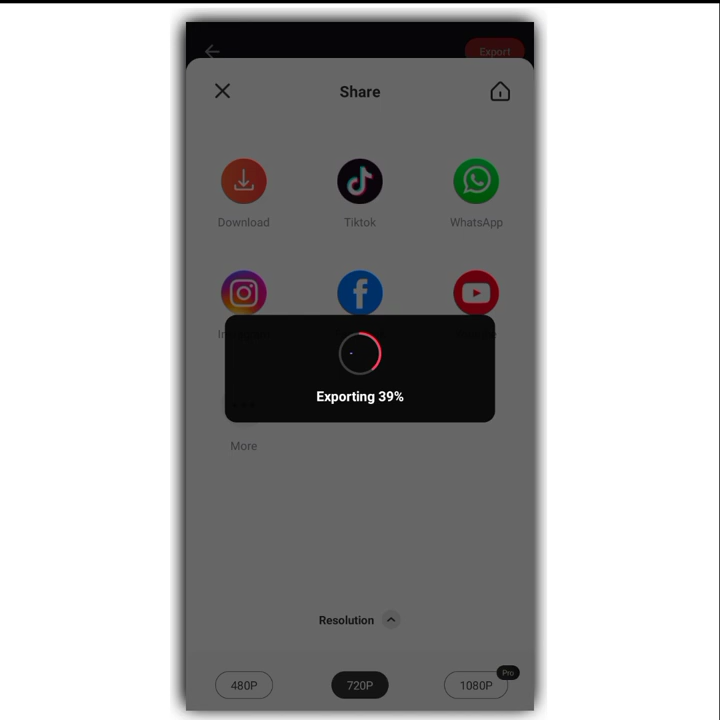 Export
Share
Download
Tiktok
WhatsApp
Exporting 39%
More
Resolution
480P
720P
1080P
Pro